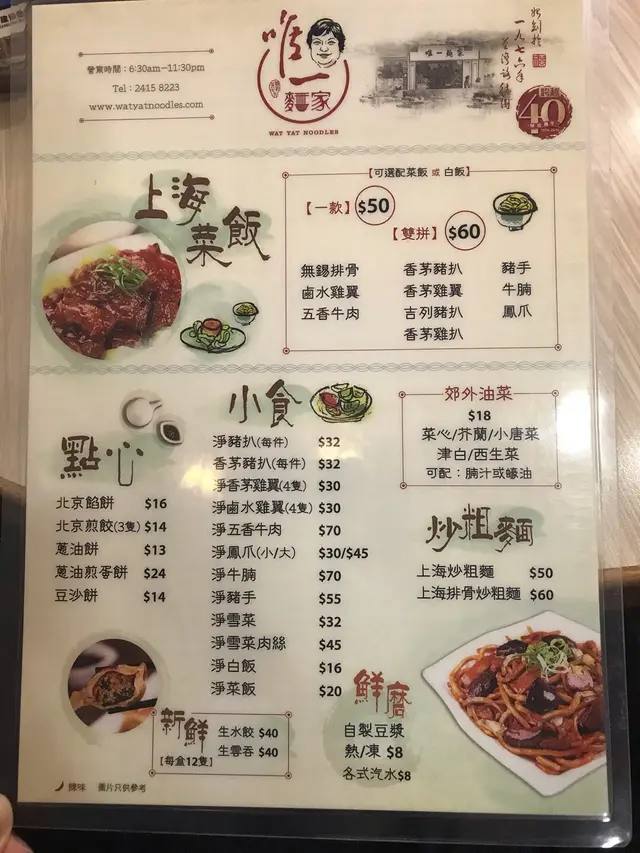 營業時間：6:30am—11:30pm
Tel：2415 8223
www.watyatnoodles.com
唯一
麵家
WAT YAT NOODLES
唯一麵家
創於
一九七六年
40
上海
菜飯
【可選配菜飯 或 白飯】
【一款】 $50
【雙拼】 $60
無錫排骨 香茅豬扒 豬手
鹵水雞翼 香茅雞翼 牛腩
五香牛肉 吉列豬扒 鳳爪
香茅雞扒
點心
北京餡餅 $16
北京煎餃(3隻) $14
蔥油餅 $13
蔥油煎蛋餅 $24
豆沙餅 $14
小食
淨豬扒(每件) $32
香茅豬扒(每件) $32
淨香茅雞翼(4隻) $30
淨鹵水雞翼(4隻) $30
淨五香牛肉 $70
淨鳳爪(小/大) $30/$45
淨牛腩 $70
淨豬手 $55
淨雪菜 $32
淨雪菜肉絲 $45
淨白飯 $16
淨菜飯 $20
郊外油菜
$18
菜心/芥蘭/小唐菜
津白/西生菜
可配：腩汁或蠔油
炒粗麵
上海炒粗麵 $50
上海排骨炒粗麵 $60
新鮮
【每盒12隻】
生水餃 $40
生雲吞 $40
鮮磨
自製豆漿
熱/凍 $8
各式汽水$8
辣味 圖片只供參考